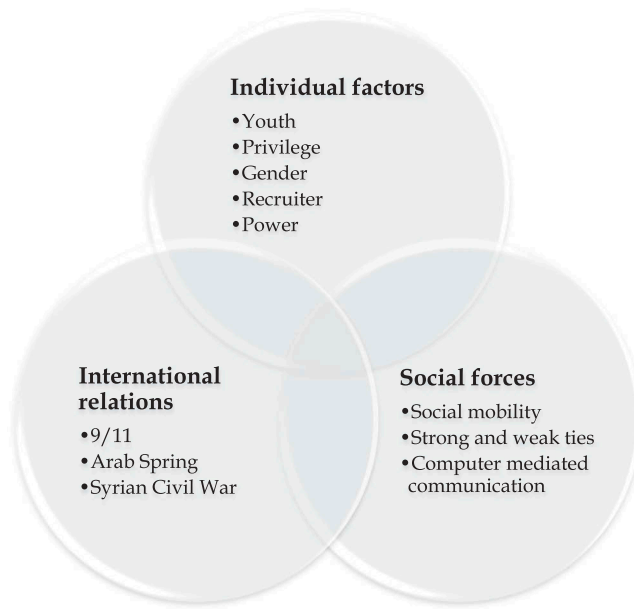 Individual factors
•Youth
•Privilege
•Gender
•Recruiter
•Power
International
relations
•9/11
•Arab Spring
•Syrian Civil War
Social forces
•Social mobility
•Strong and weak ties
•Computer mediated
communication